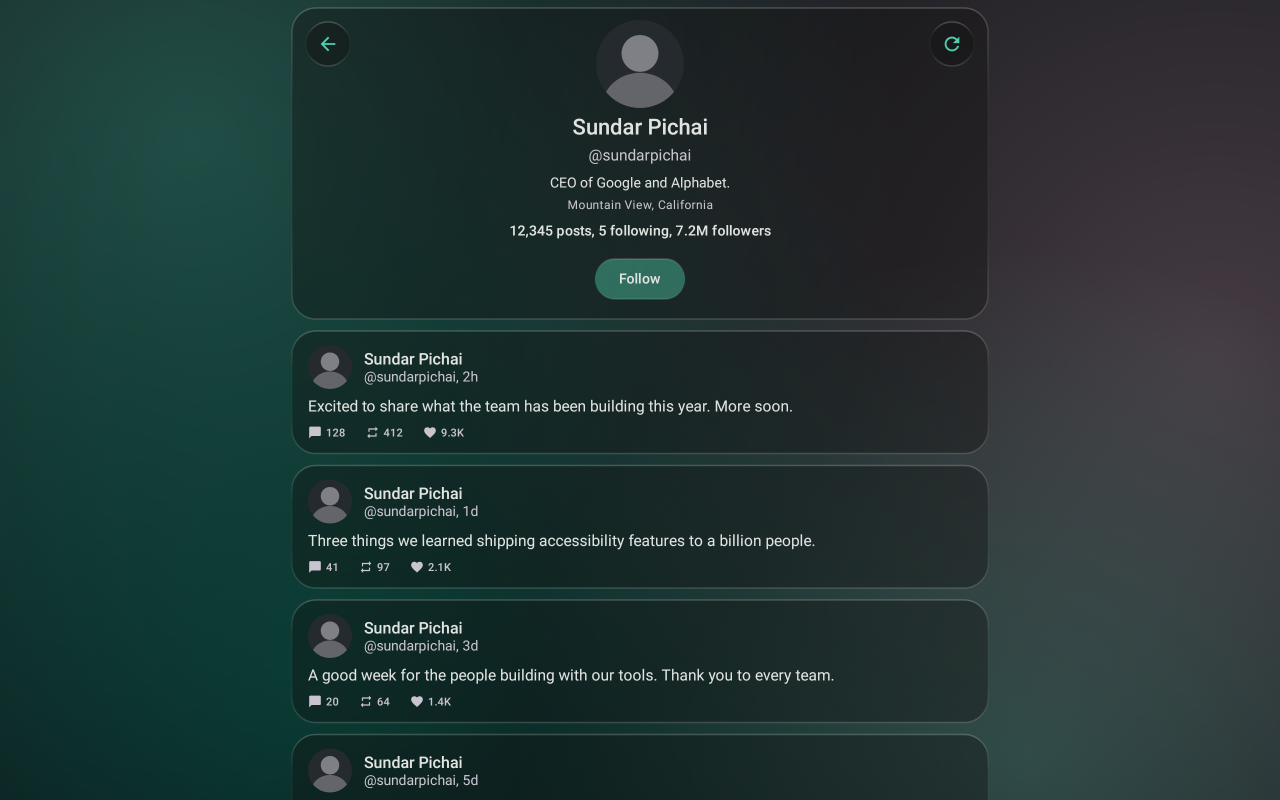 Sundar Pichai
@sundarpichai
CEO of Google and Alphabet.
Mountain View, California
12,345 posts, 5 following, 7.2M followers
Follow
Sundar Pichai
@sundarpichai, 2h
Excited to share what the team has been building this year. More soon.
128 412 9.3K
Sundar Pichai
@sundarpichai, 1d
Three things we learned shipping accessibility features to a billion people.
41 97 2.1K
Sundar Pichai
@sundarpichai, 3d
A good week for the people building with our tools. Thank you to every team.
20 64 1.4K
Sundar Pichai
@sundarpichai, 5d